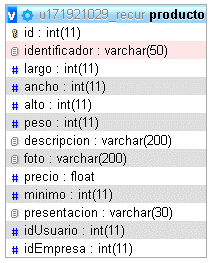 v u171921029_recur producto
id : int(11)
identificador : varchar(50)
largo : int(11)
ancho : int(11)
alto : int(11)
peso : int(11)
descripcion : varchar(200)
foto : varchar(200)
precio : float
minimo : int(11)
presentacion : varchar(30)
idUsuario : int(11)
idEmpresa : int(11)